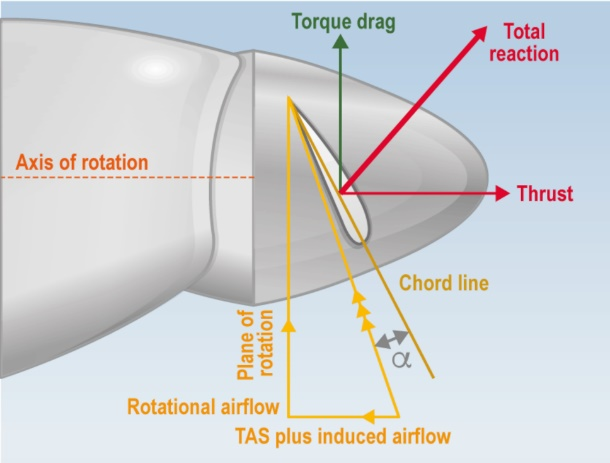 Torque drag
Total
reaction
Axis of rotation
Thrust
Chord line
Plane of
rotation
α
Rotational airflow
TAS plus induced airflow